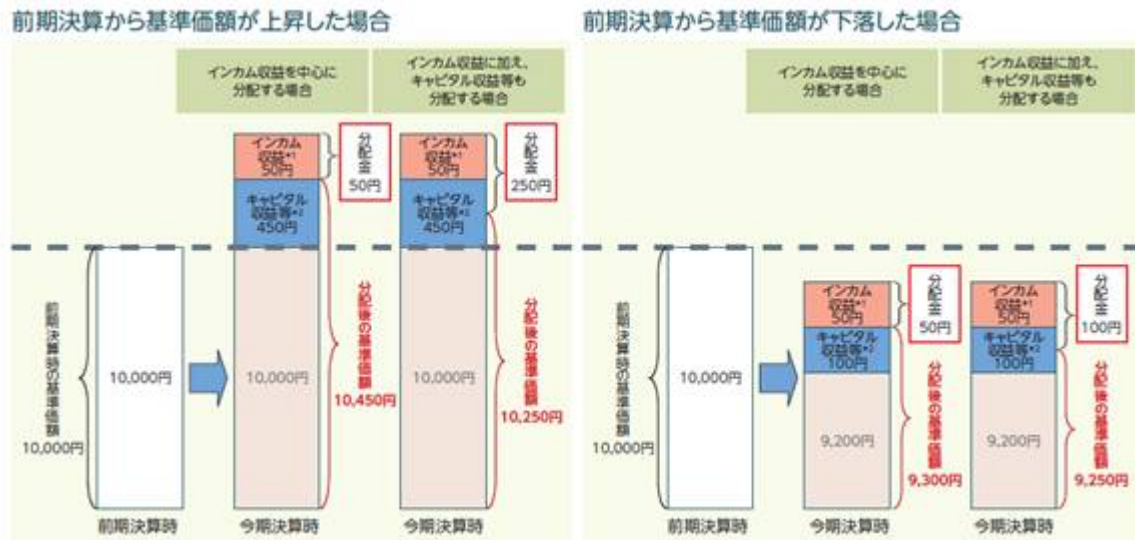 前期決算から基準価額が上昇した場合
インカム収益を中心に
分配する場合
インカム収益に加え、
キャピタル収益等も
分配する場合
前期決算時の基準価額
10,000円
10,000円
前期決算時
インカム
収益*1
50円
キャピタル
収益等*2
450円
10,000円
今期決算時
分配金
50円
分配後の基準価額
10,450円
インカム
収益*1
50円
キャピタル
収益等*2
450円
10,000円
今期決算時
分配金
250円
分配後の基準価額
10,250円
前期決算から基準価額が下落した場合
インカム収益を中心に
分配する場合
インカム収益に加え、
キャピタル収益等も
分配する場合
前期決算時の基準価額
10,000円
10,000円
前期決算時
インカム
収益*1
50円
キャピタル
収益等*2
100円
9,200円
今期決算時
分配金
50円
分配後の基準価額
9,300円
インカム
収益*1
50円
キャピタル
収益等*2
100円
9,200円
今期決算時
分配金
100円
分配後の基準価額
9,250円